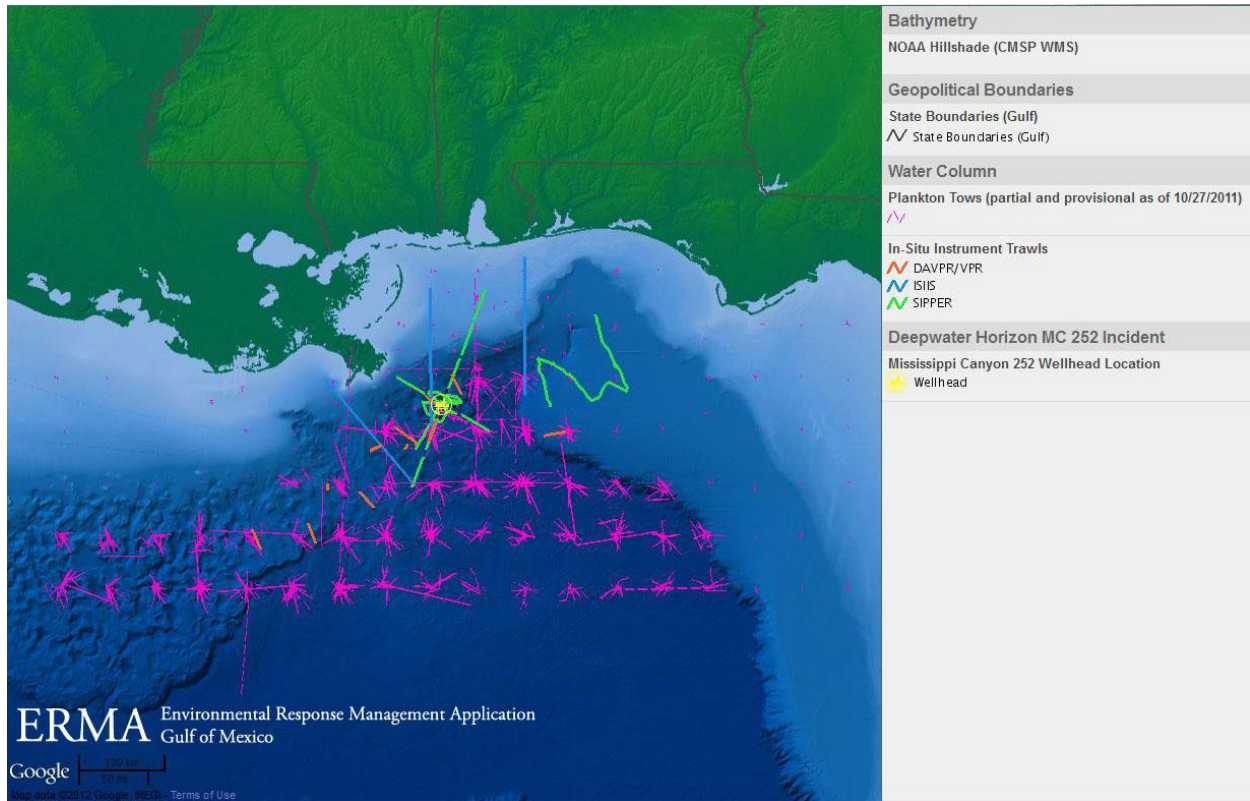 Bathymetry
NOAA Hillshade (CMSP WMS)
Geopolitical Boundaries
State Boundaries (Gulf)
State Boundaries (Gulf)
Water Column
Plankton Tows (partial and provisional as of 10/27/2011)
In-Situ Instrument Trawls
DAVPR/VPR
ISIIS
SIPPER
Deepwater Horizon MC 252 Incident
Mississippi Canyon 252 Wellhead Location
Wellhead
ERMA Environmental Response Management Application
Gulf of Mexico
Google
100 km
50 mi
Map data ©2012 Google, INEGI - Terms of Use